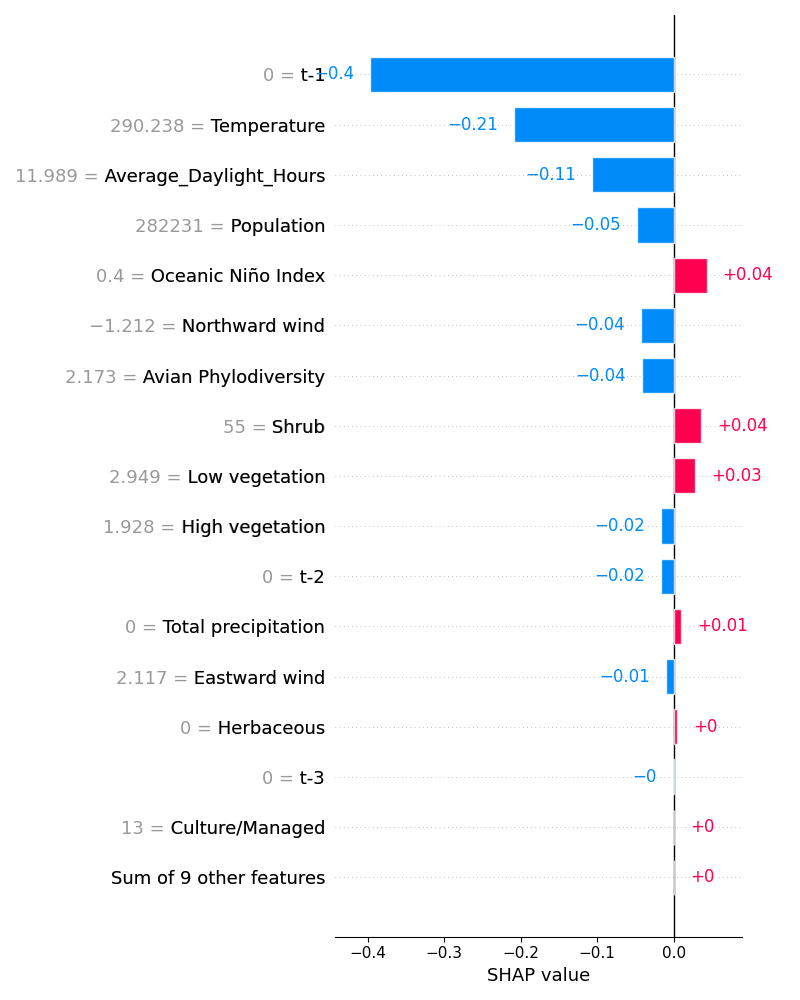 0 = t-1 −0.4
290.238 = Temperature −0.21
11.989 = Average_Daylight_Hours −0.11
282231 = Population −0.05
0.4 = Oceanic Niño Index +0.04
−1.212 = Northward wind −0.04
2.173 = Avian Phylodiversity −0.04
55 = Shrub +0.04
2.949 = Low vegetation +0.03
1.928 = High vegetation −0.02
0 = t-2 −0.02
0 = Total precipitation +0.01
2.117 = Eastward wind −0.01
0 = Herbaceous +0
0 = t-3 −0
13 = Culture/Managed +0
Sum of 9 other features +0
−0.4 −0.3 −0.2 −0.1 0.0
SHAP value